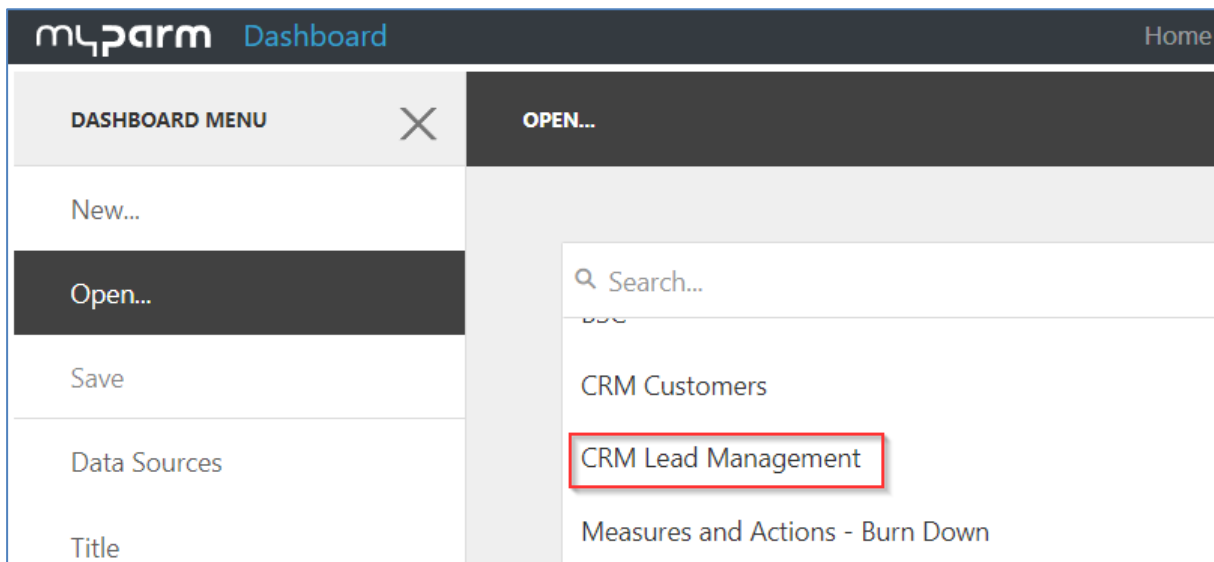 myparm Dashboard Home
DASHBOARD MENU
OPEN...
New...
Open...
Search...
Save
CRM Customers
Data Sources
CRM Lead Management
Title
Measures and Actions - Burn Down